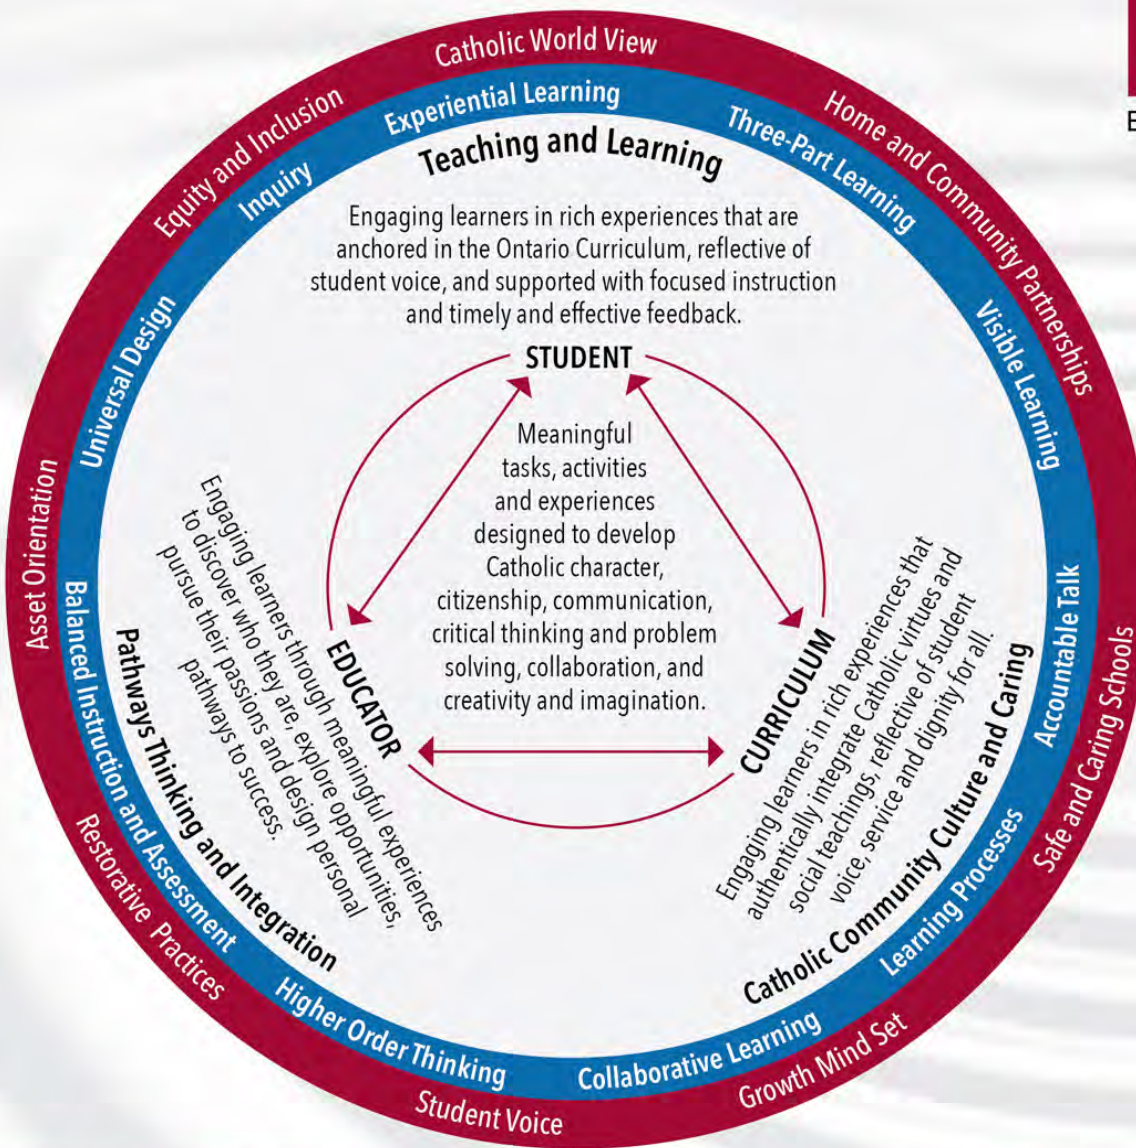 Catholic World View
Home and Community Partnerships
Safe and Caring Schools
Growth Mind Set
Student Voice
Restorative Practices
Asset Orientation
Equity and Inclusion
Experiential Learning
Three-Part Learning
Visible Learning
Accountable Talk
Learning Processes
Collaborative Learning
Higher Order Thinking
Balanced Instruction and Assessment
Universal Design
Inquiry
Teaching and Learning
Engaging learners in rich experiences that are
anchored in the Ontario Curriculum, reflective of
student voice, and supported with focused instruction
and timely and effective feedback.
STUDENT
Meaningful
tasks, activities
and experiences
designed to develop
Catholic character,
citizenship, communication,
critical thinking and problem
solving, collaboration, and
creativity and imagination.
EDUCATOR
CURRICULUM
Engaging learners through meaningful experiences
to discover who they are, explore opportunities,
pursue their passions and design personal
pathways to success.
Pathways Thinking and Integration
Engaging learners in rich experiences that
authentically integrate Catholic virtues and
social teachings, reflective of student
voice, service and dignity for all.
Catholic Community Culture and Caring